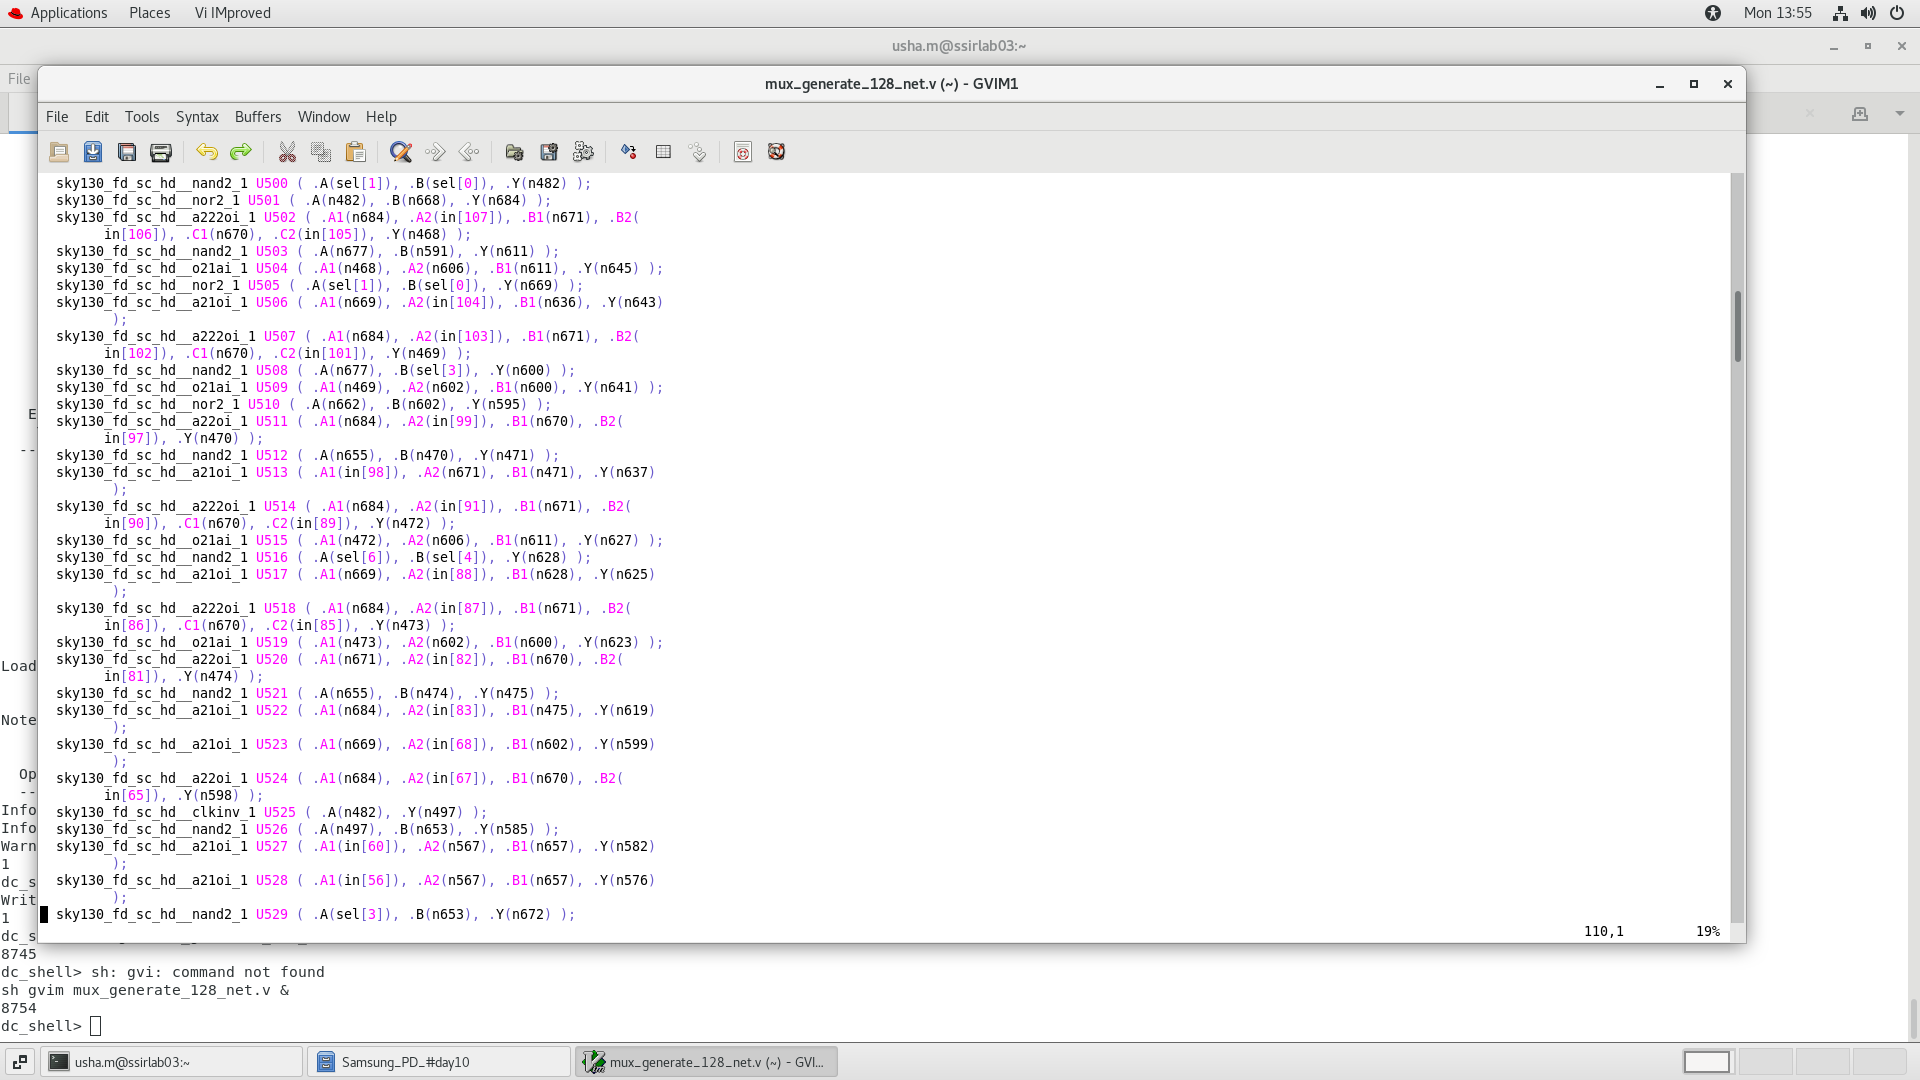 Applications Places Vi IMproved Mon 13:55
usha.m@ssirlab03:~
File
mux_generate_128_net.v (~) - GVIM1
File Edit Tools Syntax Buffers Window Help
sky130_fd_sc_hd__nand2_1 U500 ( .A(sel[1]), .B(sel[0]), .Y(n482) );
sky130_fd_sc_hd__nor2_1 U501 ( .A(n482), .B(n668), .Y(n684) );
sky130_fd_sc_hd__a222oi_1 U502 ( .A1(n684), .A2(in[107]), .B1(n671), .B2(
in[106]), .C1(n670), .C2(in[105]), .Y(n468) );
sky130_fd_sc_hd__nand2_1 U503 ( .A(n677), .B(n591), .Y(n611) );
sky130_fd_sc_hd__o21ai_1 U504 ( .A1(n468), .A2(n606), .B1(n611), .Y(n645) );
sky130_fd_sc_hd__nor2_1 U505 ( .A(sel[1]), .B(sel[0]), .Y(n669) );
sky130_fd_sc_hd__a21oi_1 U506 ( .A1(n669), .A2(in[104]), .B1(n636), .Y(n643)
);
sky130_fd_sc_hd__a222oi_1 U507 ( .A1(n684), .A2(in[103]), .B1(n671), .B2(
in[102]), .C1(n670), .C2(in[101]), .Y(n469) );
sky130_fd_sc_hd__nand2_1 U508 ( .A(n677), .B(sel[3]), .Y(n600) );
sky130_fd_sc_hd__o21ai_1 U509 ( .A1(n469), .A2(n602), .B1(n600), .Y(n641) );
sky130_fd_sc_hd__nor2_1 U510 ( .A(n662), .B(n602), .Y(n595) );
sky130_fd_sc_hd__a22oi_1 U511 ( .A1(n684), .A2(in[99]), .B1(n670), .B2(
in[97]), .Y(n470) );
sky130_fd_sc_hd__nand2_1 U512 ( .A(n655), .B(n470), .Y(n471) );
sky130_fd_sc_hd__a21oi_1 U513 ( .A1(in[98]), .A2(n671), .B1(n471), .Y(n637)
);
sky130_fd_sc_hd__a222oi_1 U514 ( .A1(n684), .A2(in[91]), .B1(n671), .B2(
in[90]), .C1(n670), .C2(in[89]), .Y(n472) );
sky130_fd_sc_hd__o21ai_1 U515 ( .A1(n472), .A2(n606), .B1(n611), .Y(n627) );
sky130_fd_sc_hd__nand2_1 U516 ( .A(sel[6]), .B(sel[4]), .Y(n628) );
sky130_fd_sc_hd__a21oi_1 U517 ( .A1(n669), .A2(in[88]), .B1(n628), .Y(n625)
);
sky130_fd_sc_hd__a222oi_1 U518 ( .A1(n684), .A2(in[87]), .B1(n671), .B2(
in[86]), .C1(n670), .C2(in[85]), .Y(n473) );
sky130_fd_sc_hd__o21ai_1 U519 ( .A1(n473), .A2(n602), .B1(n600), .Y(n623) );
sky130_fd_sc_hd__a22oi_1 U520 ( .A1(n671), .A2(in[82]), .B1(n670), .B2(
in[81]), .Y(n474) );
sky130_fd_sc_hd__nand2_1 U521 ( .A(n655), .B(n474), .Y(n475) );
sky130_fd_sc_hd__a21oi_1 U522 ( .A1(n684), .A2(in[83]), .B1(n475), .Y(n619)
);
sky130_fd_sc_hd__a21oi_1 U523 ( .A1(n669), .A2(in[68]), .B1(n602), .Y(n599)
);
sky130_fd_sc_hd__a22oi_1 U524 ( .A1(n684), .A2(in[67]), .B1(n670), .B2(
in[65]), .Y(n598) );
sky130_fd_sc_hd__clkinv_1 U525 ( .A(n482), .Y(n497) );
sky130_fd_sc_hd__nand2_1 U526 ( .A(n497), .B(n653), .Y(n585) );
sky130_fd_sc_hd__a21oi_1 U527 ( .A1(in[60]), .A2(n567), .B1(n657), .Y(n582)
);
sky130_fd_sc_hd__a21oi_1 U528 ( .A1(in[56]), .A2(n567), .B1(n657), .Y(n576)
);
sky130_fd_sc_hd__nand2_1 U529 ( .A(sel[3]), .B(n653), .Y(n672) );
110,1 19%
E
--
Load
Note
Op
--
Info
Info
Warn
1
dc_s
Writ
1
dc_s
8745
dc_shell> sh: gvi: command not found
sh gvim mux_generate_128_net.v &
8754
dc_shell>
usha.m@ssirlab03:~ Samsung_PD_#day10 mux_generate_128_net.v (~) - GVI...